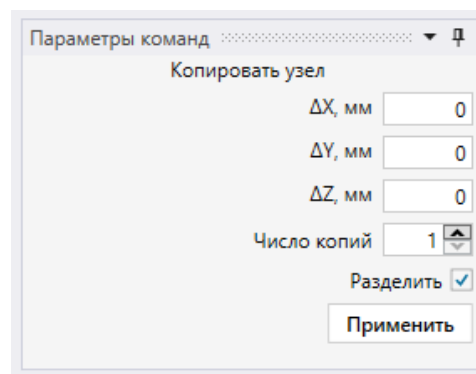 Параметры команд
Копировать узел
ΔX, мм 0
ΔY, мм 0
ΔZ, мм 0
Число копий 1
Разделить
Применить